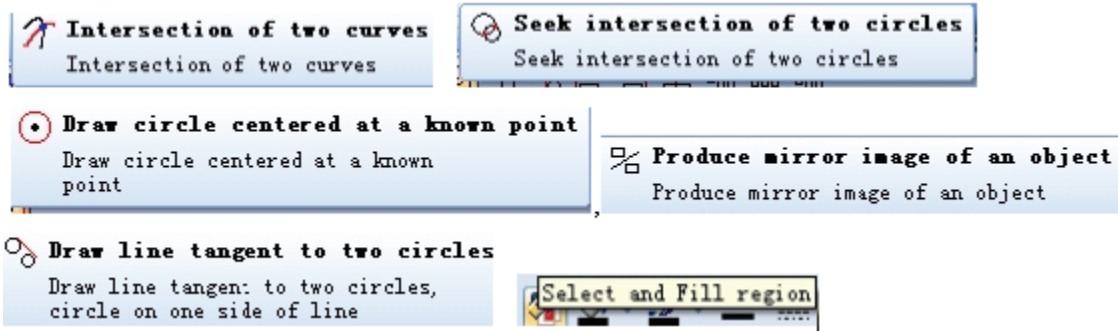 Intersection of two curves
Intersection of two curves
Seek intersection of two circles
Seek intersection of two circles
Draw circle centered at a known point
Draw circle centered at a known
point
,
Produce mirror image of an object
Produce mirror image of an object
Draw line tangent to two circles
Draw line tangent to two circles,
circle on one side of line
Select and Fill region